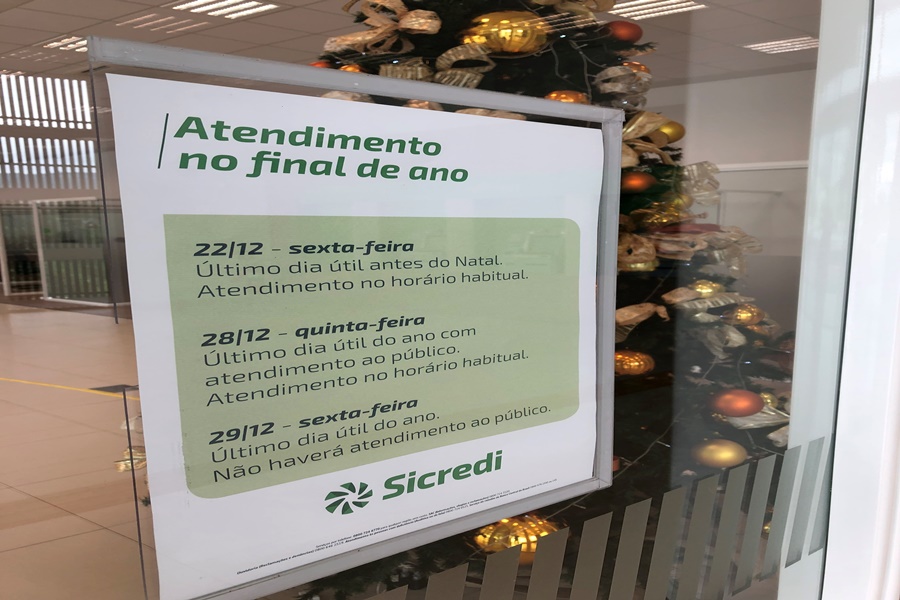 Atendimento
no final de ano
22/12 - sexta-feira
Último dia útil antes do Natal.
Atendimento no horário habitual.
28/12 - quinta-feira
Último dia útil do ano com
atendimento ao público.
Atendimento no horário habitual.
29/12 - sexta-feira
Último dia útil do ano.
Não haverá atendimento ao público.
Sicredi